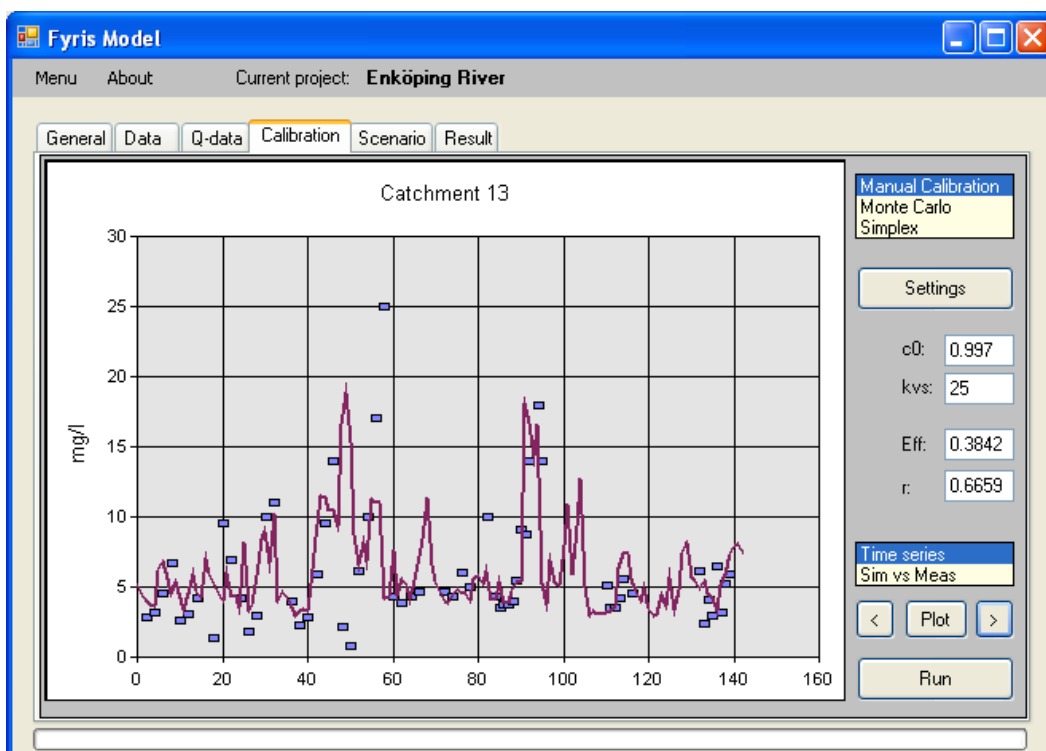 Fyris Model
Menu About Current project: Enköping River
General Data Q-data Calibration Scenario Result
Catchment 13
30
25
20
15
10
5
0
mg/l
0 20 40 60 80 100 120 140 160
Manual Calibration
Monte Carlo
Simplex
Settings
c0: 0.997
kvs: 25
Eff: 0.3842
r: 0.6659
Time series
Sim vs Meas
< Plot >
Run